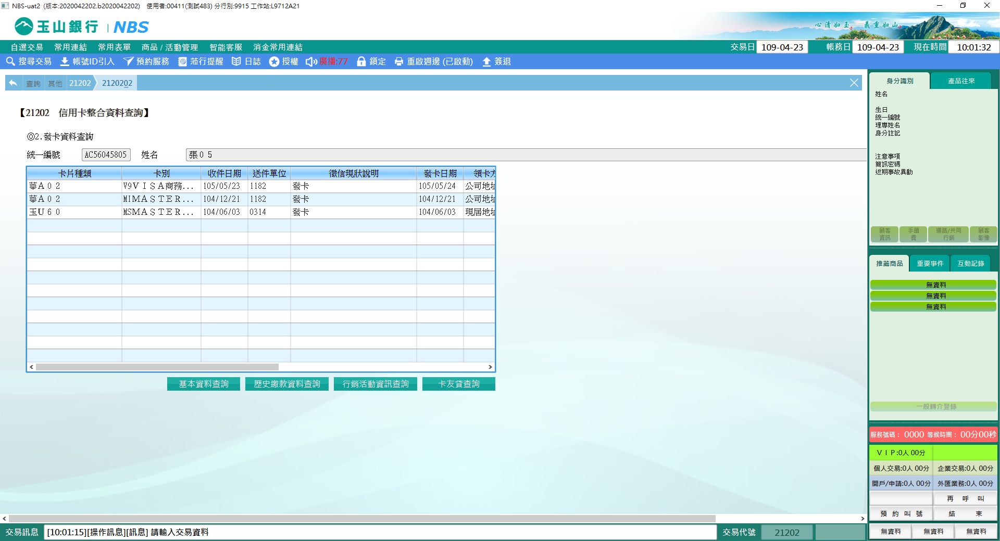 NBS-uat2 (版本:2020042202.b2020042202) 使用者:00411(測試483) 分行別:9915 工作站:L9712A21
玉山銀行 | NBS
心清如玉 義重如山
自選交易 常用連結 常用表單 商品 / 活動管理 智能客服 消金常用連結 交易日 109-04-23 帳務日 109-04-23 現在時間 10:01:32
搜尋交易 帳號ID引入 預約服務 蒞行提醒 日誌 授權 廣播:77 鎖定 重啟週邊 (已啟動) 簽退
查詢 其他 21202 2120202
【21202 信用卡整合資料查詢】
◎2.發卡資料查詢
統一編號 AC56045805 姓名 張０５
卡片種類 卡別 收件日期 送件單位 徵信現狀說明 發卡日期 領卡方
華A０２ V9ＶＩＳＡ商務... 105/05/23 1182 發卡 105/05/24 公司地址
華A０２ MIMＡＳＴＥＲ... 104/12/21 1182 發卡 104/12/21 公司地址
玉U６０ MSMＡＳＴＥＲ... 104/06/03 0314 發卡 104/06/03 現居地址
基本資料查詢 歷史繳款資料查詢 行銷活動資訊查詢 卡友貸查詢
身分識別 產品往來
姓名
生日
統一編號
理專姓名
身分註記
注意事項
簡訊密碼
近期事故異動
顧客資訊 手續費 通路/共同行銷 顧客影像
推薦商品 重要事件 互動記錄
無資料
無資料
無資料
一般轉介登錄
服務號碼： 0000 等候時間： 00分00秒
ＶＩＰ:0人 00分
個人交易:0人 00分 企業交易:0人 00分
開戶/申請:0人 00分 外匯業務:0人 00分
再 呼 叫
預 約 叫 號 結 束
無資料 無資料 無資料
交易訊息 [10:01:15][操作訊息][訊息] 請輸入交易資料 交易代號 21202